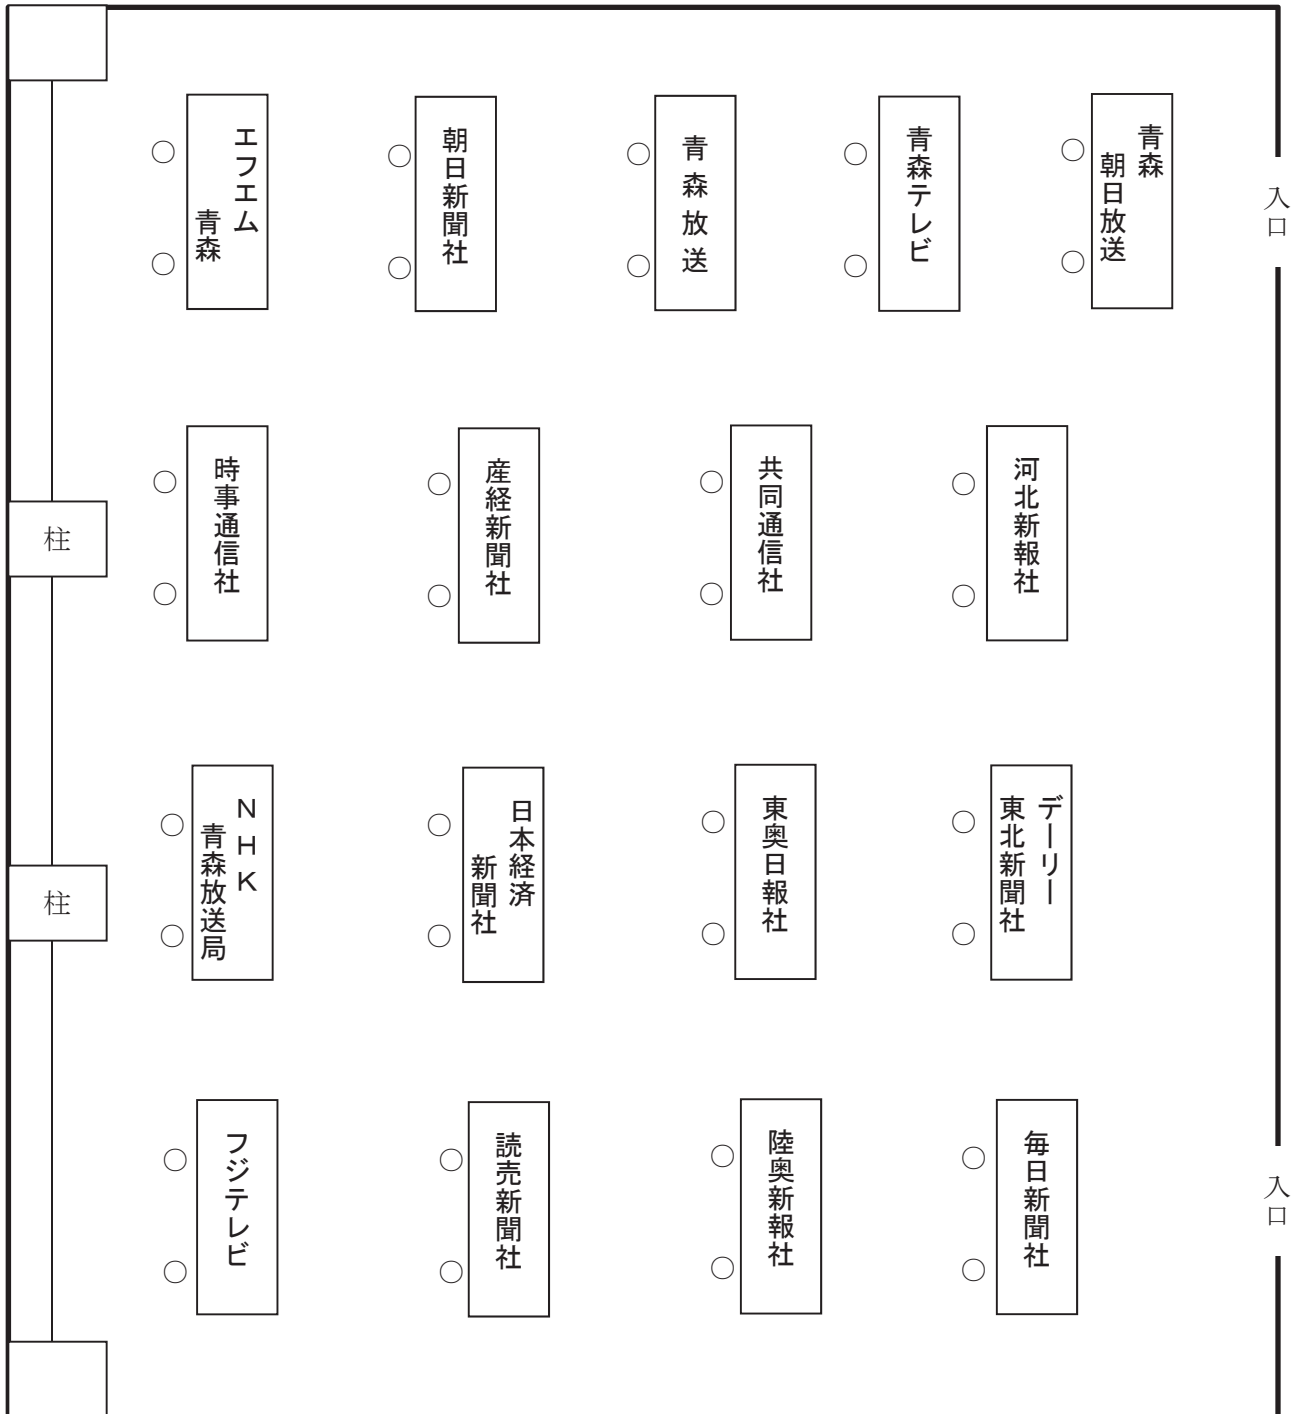 エフエム
青森
朝日新聞社
青森放送
青森テレビ
青森
朝日放送
入口
時事通信社
産経新聞社
共同通信社
河北新報社
柱
NHK
青森放送局
日本経済
新聞社
東奥日報社
デーリー
東北新聞社
柱
フジテレビ
読売新聞社
陸奥新報社
毎日新聞社
入口